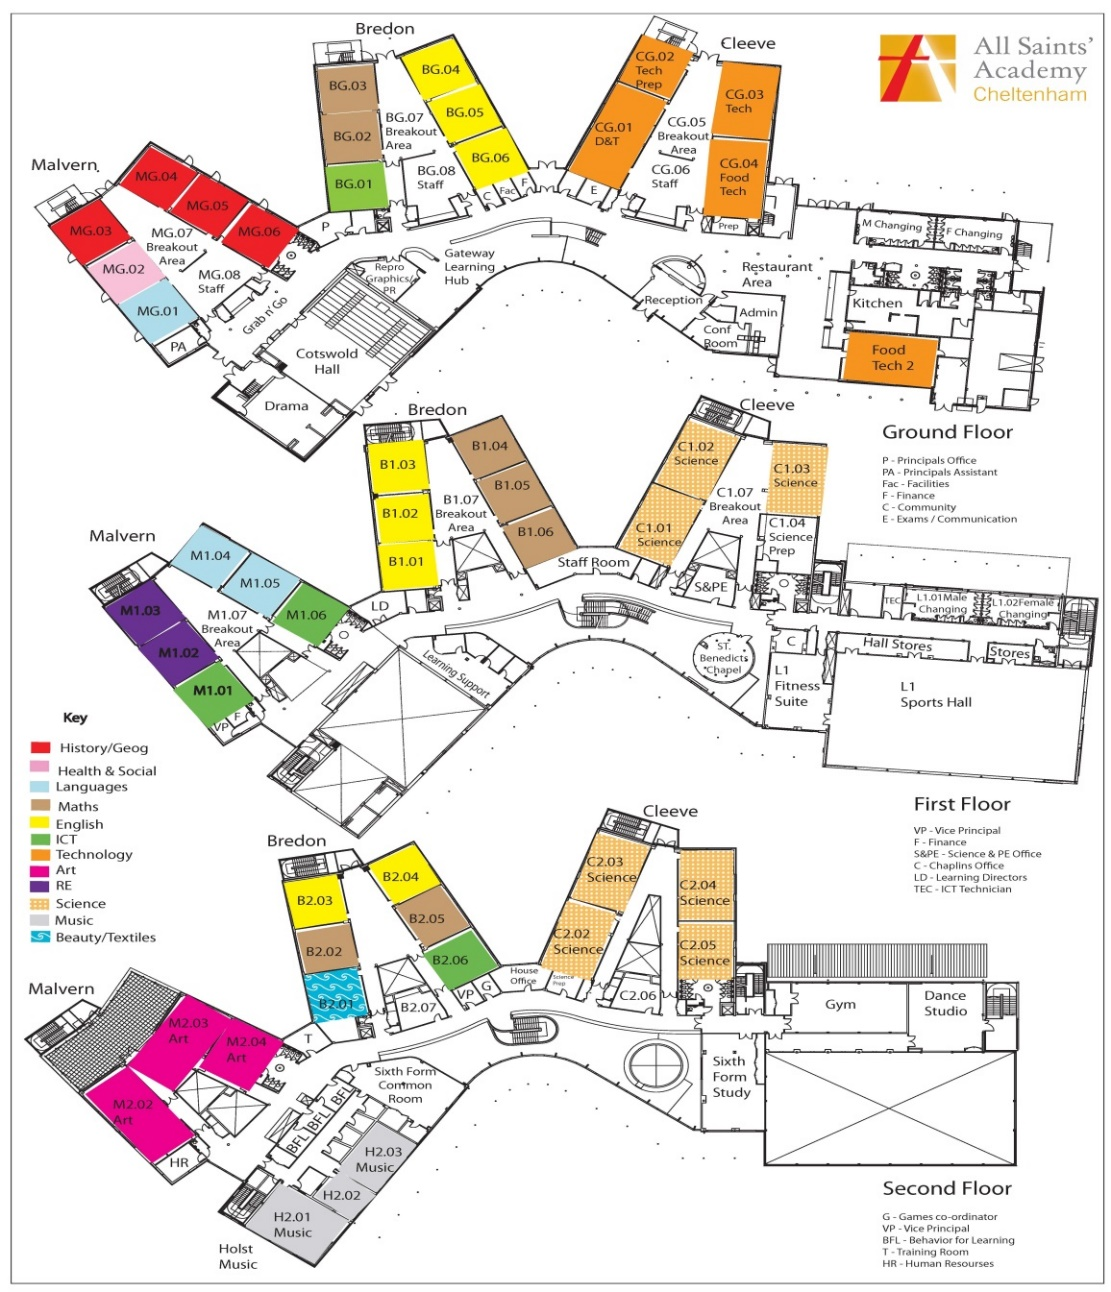 All Saints'
Academy
Cheltenham
Bredon
Cleeve
Malvern
BG.03
BG.04
BG.07
Breakout
Area
BG.05
BG.02
BG.06
BG.08
Staff
BG.01
C
Fac
F
CG.02
Tech
Prep
CG.03
Tech
CG.01
D&T
CG.05
Breakout
Area
CG.06
Staff
CG.04
Food
Tech
E
Prep
MG.04
MG.05
MG.06
MG.03
MG.07
Breakout
Area
MG.02
MG.08
Staff
MG.01
PA
P
Grab n' Go
Repro
Graphics/
PR
Gateway
Learning
Hub
Cotswold
Hall
Drama
Reception
Restaurant
Area
Admin
Conf
Room
M Changing
F Changing
Kitchen
Food
Tech 2
Ground Floor
P - Principals Office
PA - Principals Assistant
Fac - Facilities
F - Finance
C - Community
E - Exams / Communication
Bredon
Cleeve
Malvern
B1.03
B1.04
B1.07
Breakout
Area
B1.05
B1.02
B1.06
B1.01
Staff Room
C1.02
Science
C1.03
Science
C1.07
Breakout
Area
C1.01
Science
C1.04
Science
Prep
S&PE
M1.04
M1.05
M1.06
M1.03
M1.07
Breakout
Area
M1.02
M1.01
F
VP
LD
Learning Support
ST.
Benedicts
Chapel
C
L1
Fitness
Suite
TEC
L1.01Male
Changing
L1.02Female
Changing
Hall Stores
Stores
L1
Sports Hall
First Floor
VP - Vice Principal
F - Finance
S&PE - Science & PE Office
C - Chaplins Office
LD - Learning Directors
TEC - ICT Technician
Key
History/Geog
Health & Social
Languages
Maths
English
ICT
Technology
Art
RE
Science
Music
Beauty/Textiles
Bredon
Cleeve
Malvern
B2.03
B2.04
B2.05
B2.02
B2.06
B2.01
B2.07
VP
G
House
Office
Science
Prep
C2.03
Science
C2.04
Science
C2.02
Science
C2.05
Science
C2.06
M2.03
Art
M2.04
Art
M2.02
Art
HR
T
BFL
BFL
BFL
Sixth Form
Common
Room
H2.03
Music
H2.02
H2.01
Music
Holst
Music
Sixth
Form
Study
Gym
Dance
Studio
Second Floor
G - Games co-ordinator
VP - Vice Principal
BFL - Behavior for Learning
T - Training Room
HR - Human Resourses